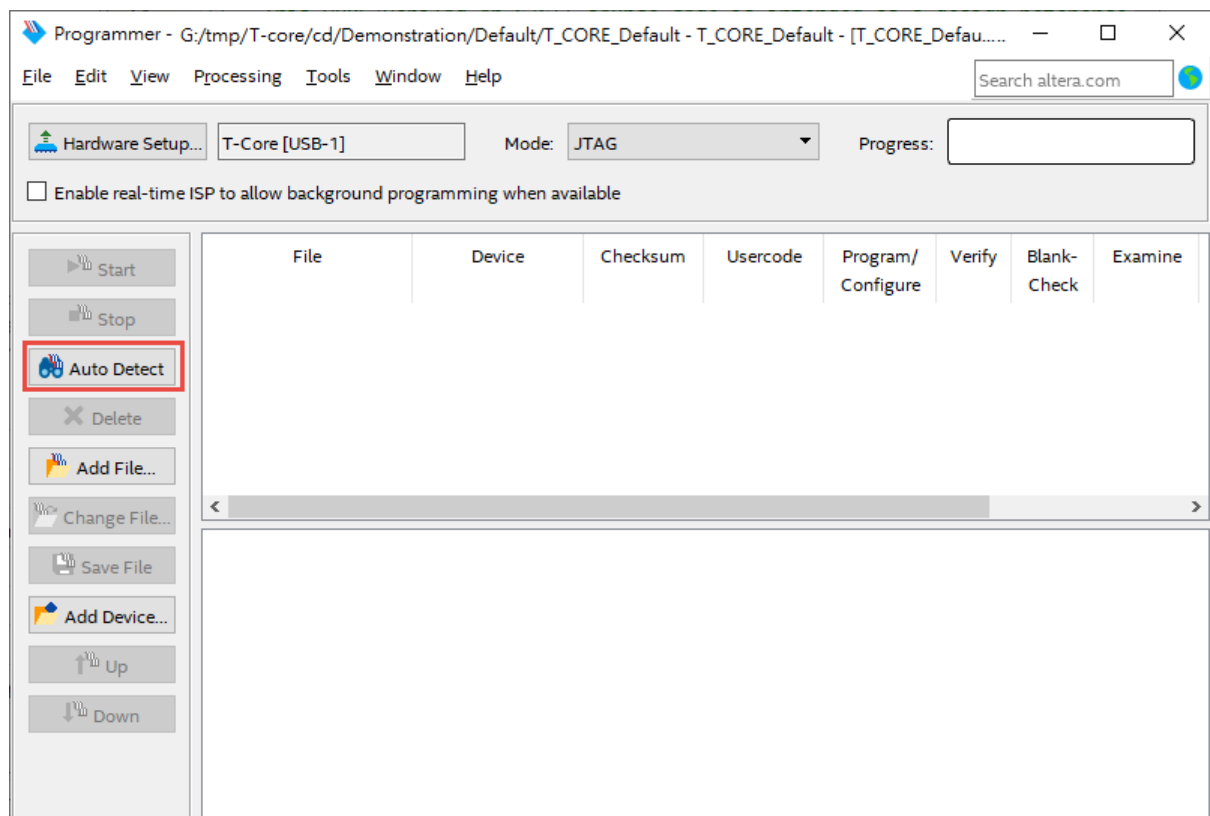 Programmer - G:/tmp/T-core/cd/Demonstration/Default/T_CORE_Default - T_CORE_Default - [T_CORE_Defau.....
File Edit View Processing Tools Window Help
Search altera.com
Hardware Setup... T-Core [USB-1] Mode: JTAG Progress:
Enable real-time ISP to allow background programming when available
File Device Checksum Usercode Program/ Verify Blank- Examine
Configure Check
Start
Stop
Auto Detect
Delete
Add File...
Change File...
Save File
Add Device...
Up
Down